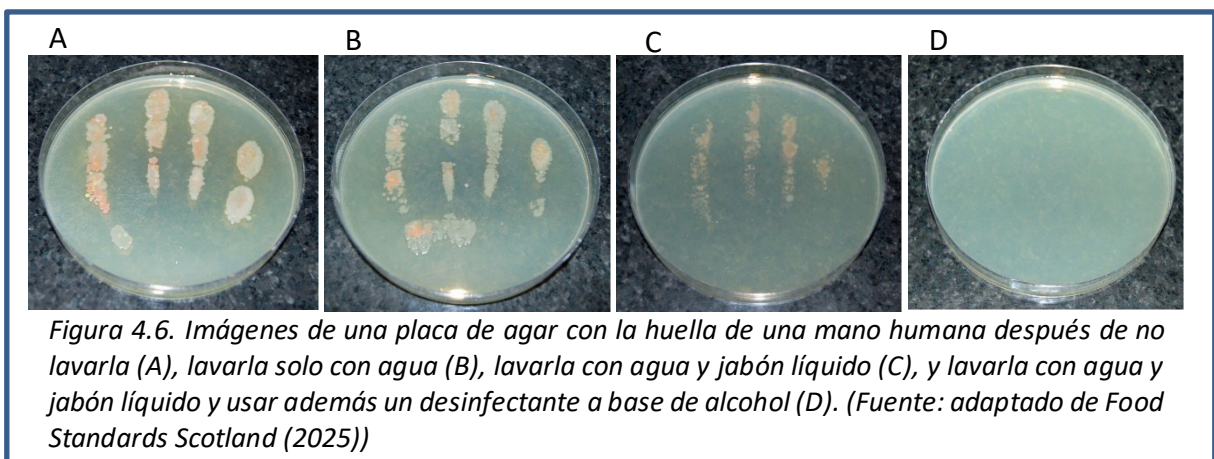 A B C D
Figura 4.6. Imágenes de una placa de agar con la huella de una mano humana después de no
lavarla (A), lavarla solo con agua (B), lavarla con agua y jabón líquido (C), y lavarla con agua y
jabón líquido y usar además un desinfectante a base de alcohol (D). (Fuente: adaptado de Food
Standards Scotland (2025))